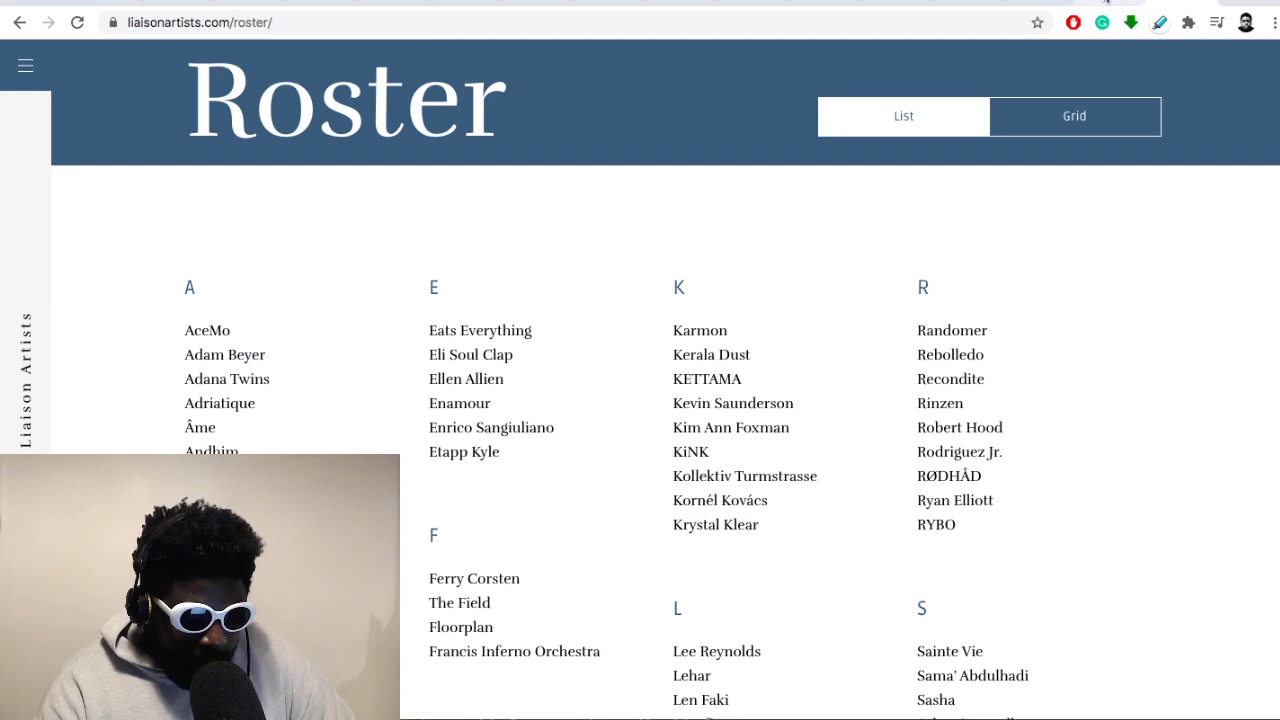 liaisonartists.com/roster/
Roster
List
Grid
Liaison Artists
A
AceMo
Adam Beyer
Adana Twins
Adriatique
Âme
Andhim
E
Eats Everything
Eli Soul Clap
Ellen Allien
Enamour
Enrico Sangiuliano
Etapp Kyle
F
Ferry Corsten
The Field
Floorplan
Francis Inferno Orchestra
K
Karmon
Kerala Dust
KETTAMA
Kevin Saunderson
Kim Ann Foxman
KiNK
Kollektiv Turmstrasse
Kornél Kovács
Krystal Klear
L
Lee Reynolds
Lehar
Len Faki
R
Randomer
Rebolledo
Recondite
Rinzen
Robert Hood
Rodriguez Jr.
RØDHÅD
Ryan Elliott
RYBO
S
Sainte Vie
Sama’ Abdulhadi
Sasha